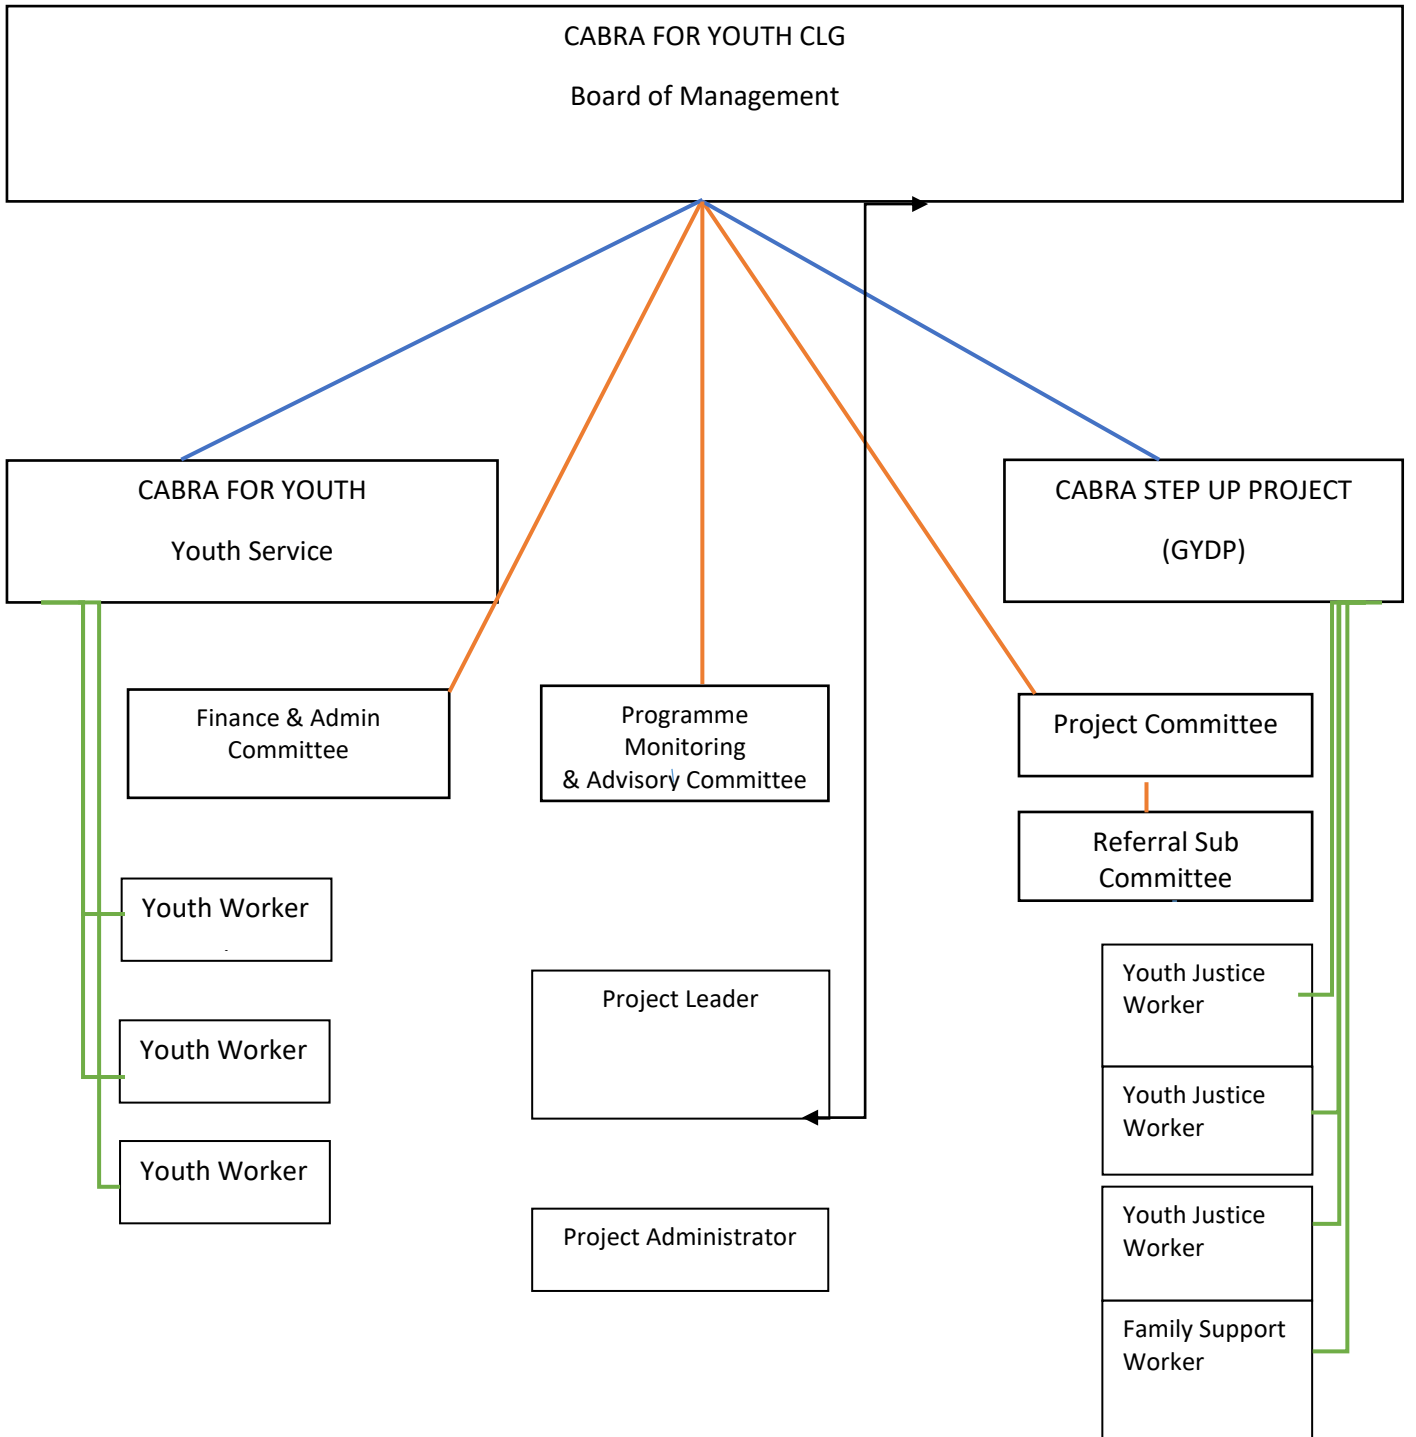 CABRA FOR YOUTH CLG
Board of Management
CABRA FOR YOUTH
Youth Service
CABRA STEP UP PROJECT
(GYDP)
Finance & Admin
Committee
Programme
Monitoring
& Advisory Committee
Project Committee
Referral Sub
Committee
Youth Worker
Youth Worker
Youth Worker
Project Leader
Project Administrator
Youth Justice
Worker
Youth Justice
Worker
Youth Justice
Worker
Family Support
Worker